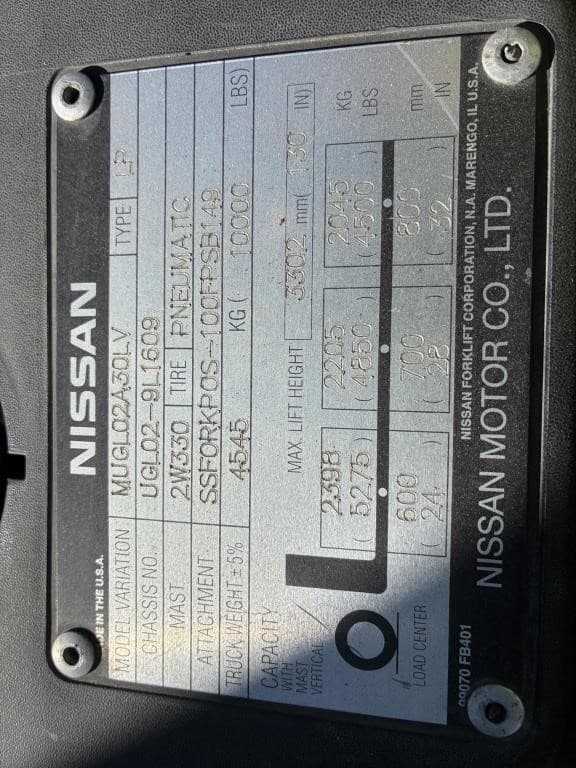 NISSAN
DE IN THE U.S.A.
MODEL VARIATION MUGL02A30LV TYPE LP
CHASSIS NO. UGL02-9L1609
MAST 2W330 TIRE PNEUMATIC
ATTACHMENT SSFORKPOS-100FPSB149
TRUCK WEIGHT ± 5% 4545 KG ( 10000 LBS)
CAPACITY WITH MAST VERTICAL
MAX. LIFT HEIGHT 3302 mm( 130 IN)
2398 2205 2045 KG
( 5275 ) ( 4850 ) ( 4500 ) LBS
600 700 800 mm
LOAD CENTER ( 24 ) ( 28 ) ( 32 ) IN
99070 FB401 NISSAN FORKLIFT CORPORATION, N.A. MARENGO, IL U.S.A.
NISSAN MOTOR CO., LTD.